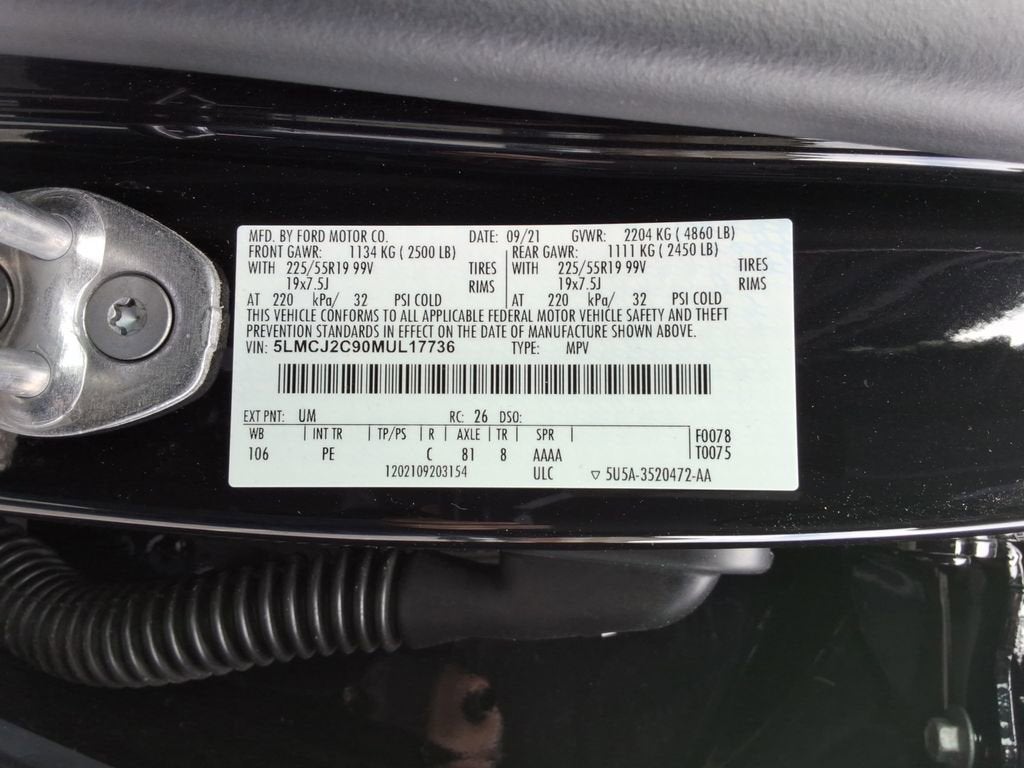 MFD. BY FORD MOTOR CO. DATE: 09/21 GVWR: 2204 KG ( 4860 LB)
FRONT GAWR: 1134 KG ( 2500 LB) REAR GAWR: 1111 KG ( 2450 LB)
WITH 225/55R19 99V TIRES WITH 225/55R19 99V TIRES
19x7.5J RIMS 19x7.5J RIMS
AT 220 kPa/ 32 PSI COLD AT 220 kPa/ 32 PSI COLD
THIS VEHICLE CONFORMS TO ALL APPLICABLE FEDERAL MOTOR VEHICLE SAFETY AND THEFT
PREVENTION STANDARDS IN EFFECT ON THE DATE OF MANUFACTURE SHOWN ABOVE.
VIN: 5LMCJ2C90MUL17736 TYPE: MPV
EXT PNT: UM RC: 26 DSO:
WB | INT TR | TP/PS | R | AXLE | TR | SPR | F0078
106 PE C 81 8 AAAA T0075
1202109203154 ULC ▽ 5U5A-3520472-AA